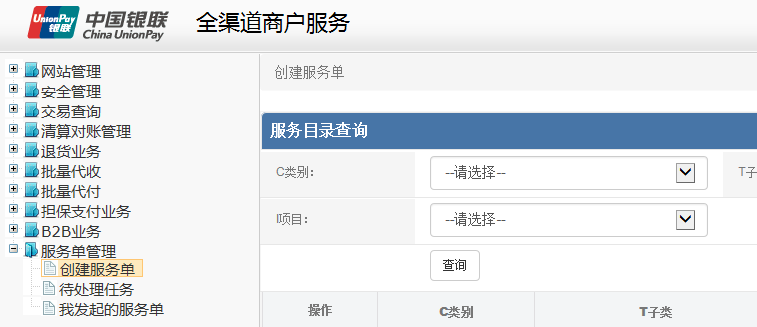 UnionPay 银联 中国银联 China UnionPay 全渠道商户服务
网站管理
安全管理
交易查询
清算对账管理
退货业务
批量代收
批量代付
担保支付业务
B2B业务
服务单管理
创建服务单
待处理任务
我发起的服务单
创建服务单
服务目录查询
C类别： --请选择-- T子
I项目： --请选择--
查询
操作 C类别 T子类